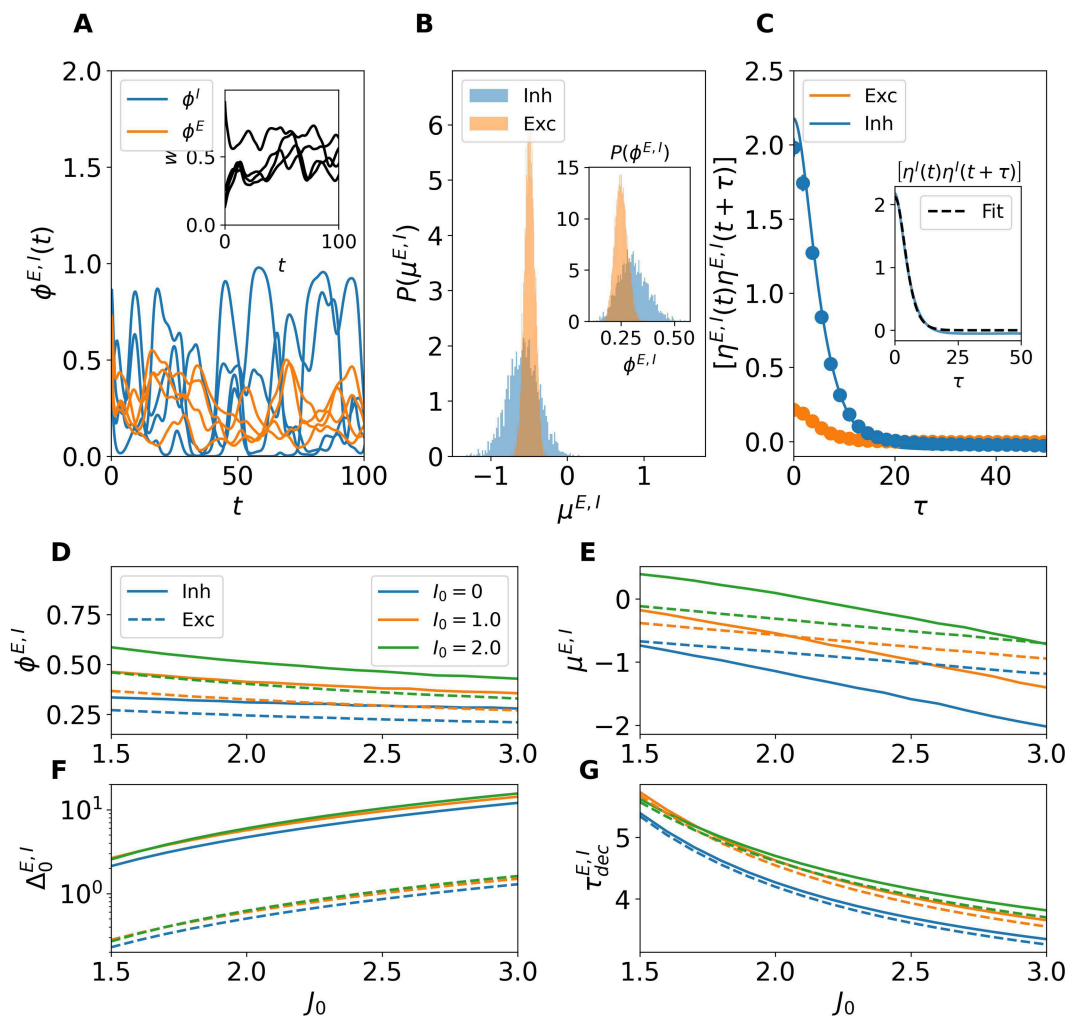 A
2.0
1.5
1.0
0.5
0.0
ϕ^{E, I}(t)
0
50
100
t
ϕ^I
ϕ^E
w
0.5
0.0
0
100
t
B
6
5
4
3
2
1
0
P(μ^{E, I})
−1
0
1
μ^{E, I}
Inh
Exc
P(ϕ^{E, I})
15
10
5
0
0.25
0.50
ϕ^{E, I}
C
2.5
2.0
1.5
1.0
0.5
0.0
[η^{E, I}(t)η^{E, I}(t + τ)]
0
20
40
τ
Exc
Inh
[η^I(t)η^I(t + τ)]
Fit
2
1
0
0
25
50
τ
D
0.75
0.50
0.25
ϕ^{E, I}
Inh
Exc
I_0 = 0
I_0 = 1.0
I_0 = 2.0
1.5
2.0
2.5
3.0
E
0
−1
−2
μ^{E, I}
1.5
2.0
2.5
3.0
F
10^1
10^0
Δ_0^{E, I}
1.5
2.0
2.5
3.0
J_0
G
5
4
τ_{dec}^{E, I}
1.5
2.0
2.5
3.0
J_0